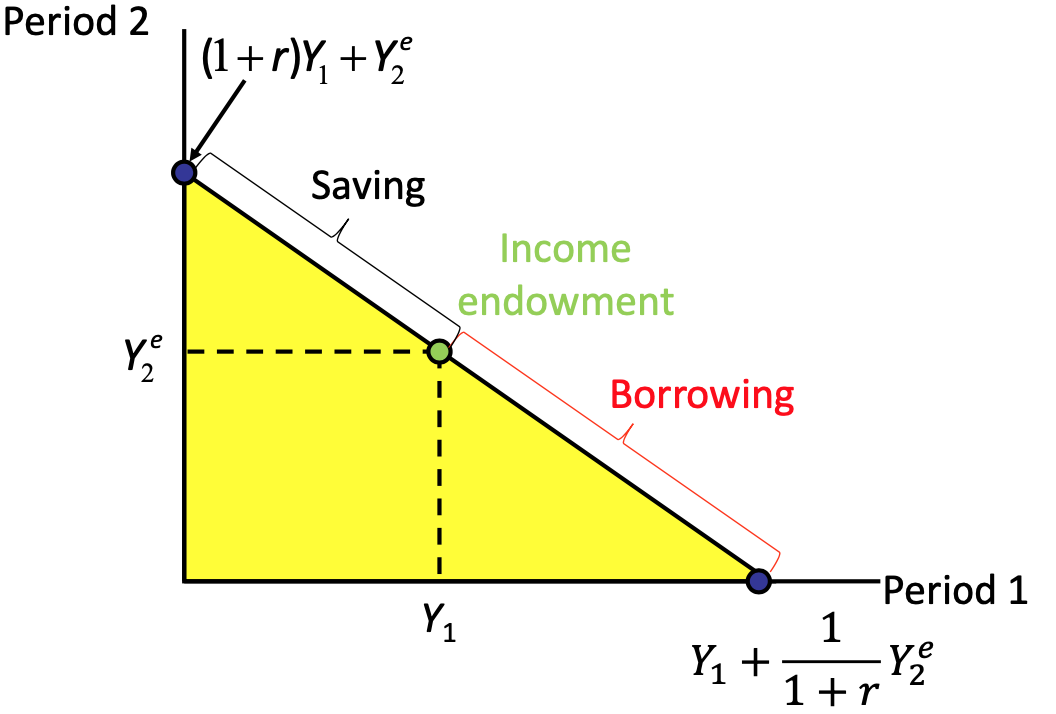 Period 2
(1+r)Y₁ + Y₂ᵉ
Saving
Income
endowment
Y₂ᵉ
Borrowing
Period 1
Y₁
Y₁ + 1/(1 + r) Y₂ᵉ